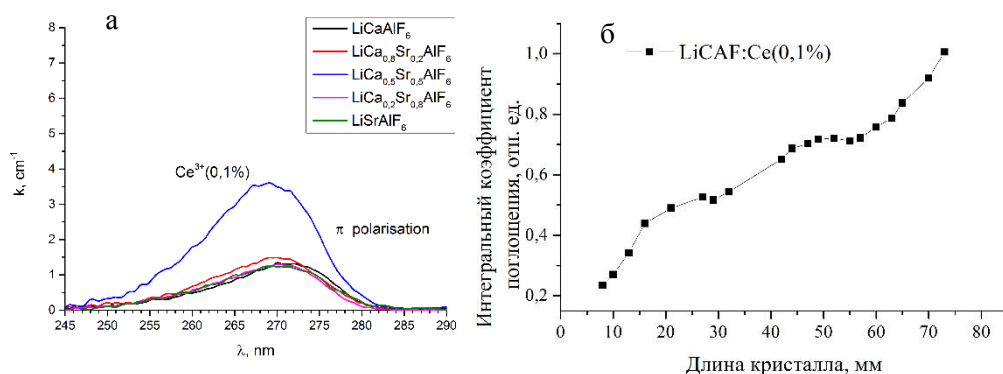 а
8
7
6
5
4
3
2
1
0
k, cm⁻¹
LiCaAlF₆
LiCa₀,₈Sr₀,₂AlF₆
LiCa₀,₅Sr₀,₅AlF₆
LiCa₀,₂Sr₀,₈AlF₆
LiSrAlF₆
Ce³⁺(0,1%)
π polarisation
245 250 255 260 265 270 275 280 285 290
λ, nm
б
LiCAF:Ce(0,1%)
1,0
0,8
0,6
0,4
0,2
Интегральный коэффициент
поглощения, отп. ед.
0 10 20 30 40 50 60 70 80
Длина кристалла, мм